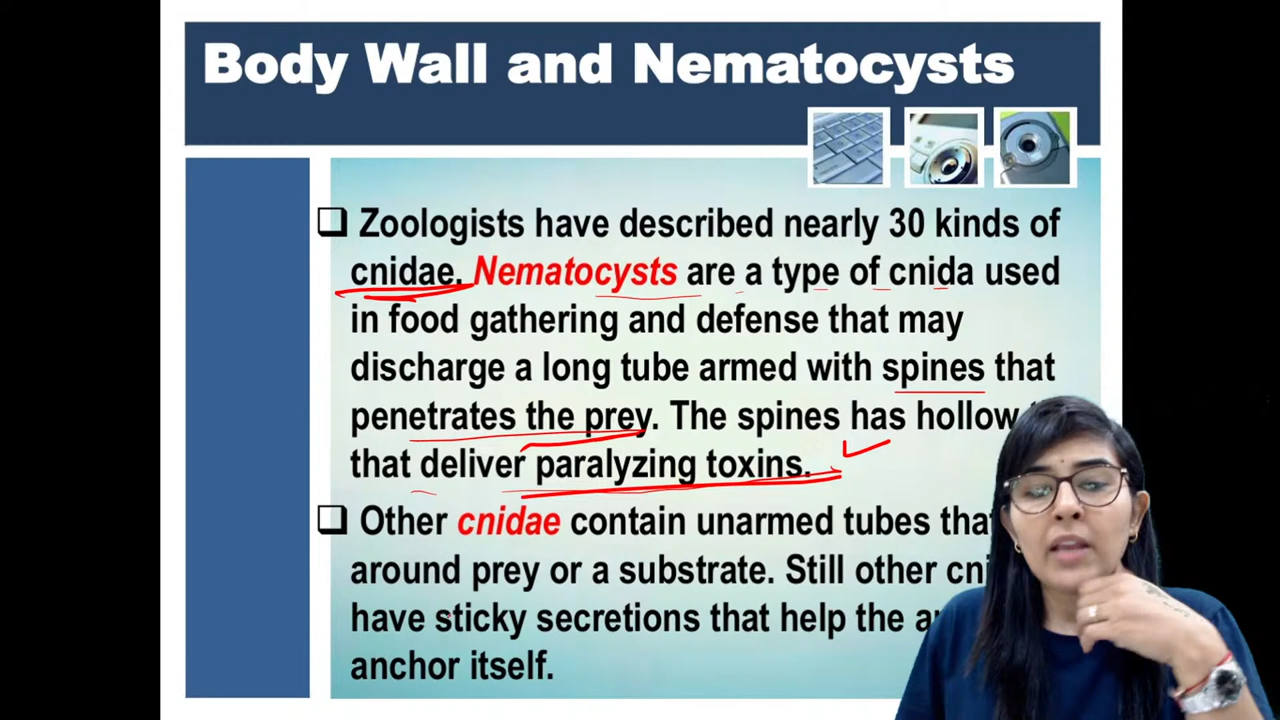 Body Wall and Nematocysts
Zoologists have described nearly 30 kinds of
cnidae. Nematocysts are a type of cnida used
in food gathering and defense that may
discharge a long tube armed with spines that
penetrates the prey. The spines has hollow
that deliver paralyzing toxins.
Other cnidae contain unarmed tubes
around prey or a substrate. Still other
have sticky secretions that help the
anchor itself.